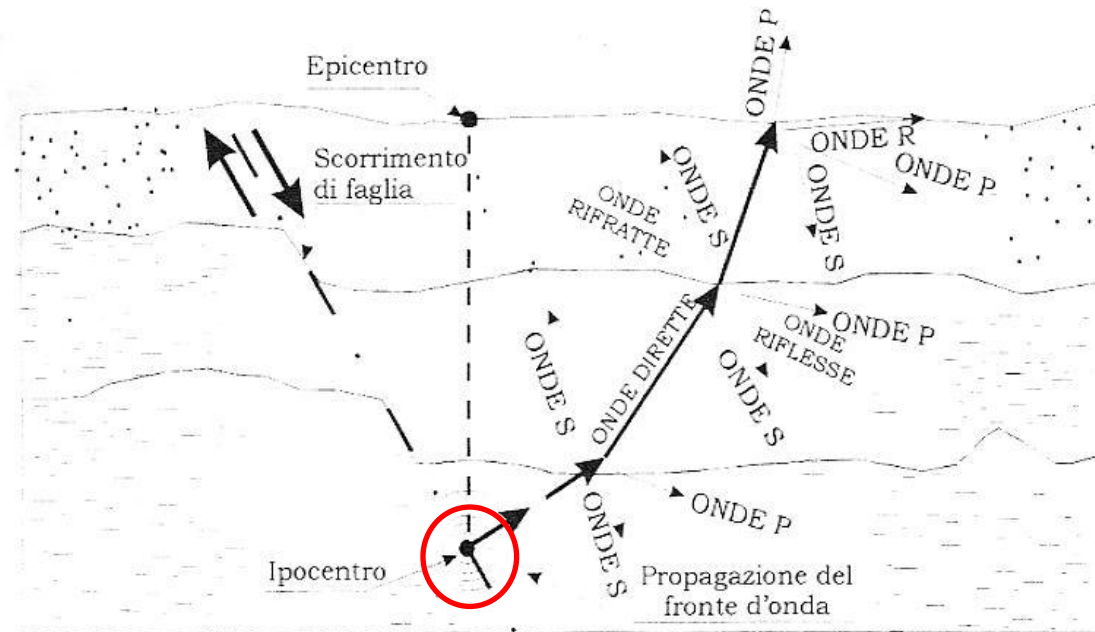 Epicentro
Scorrimento
di faglia
ONDE P
ONDE R
ONDE P
ONDE S
ONDE S
ONDE
RIFRATTE
ONDE P
ONDE
RIFLESSE
ONDE S
ONDE DIRETTE
ONDE S
ONDE P
ONDE S
Ipocentro
Propagazione del
fronte d'onda